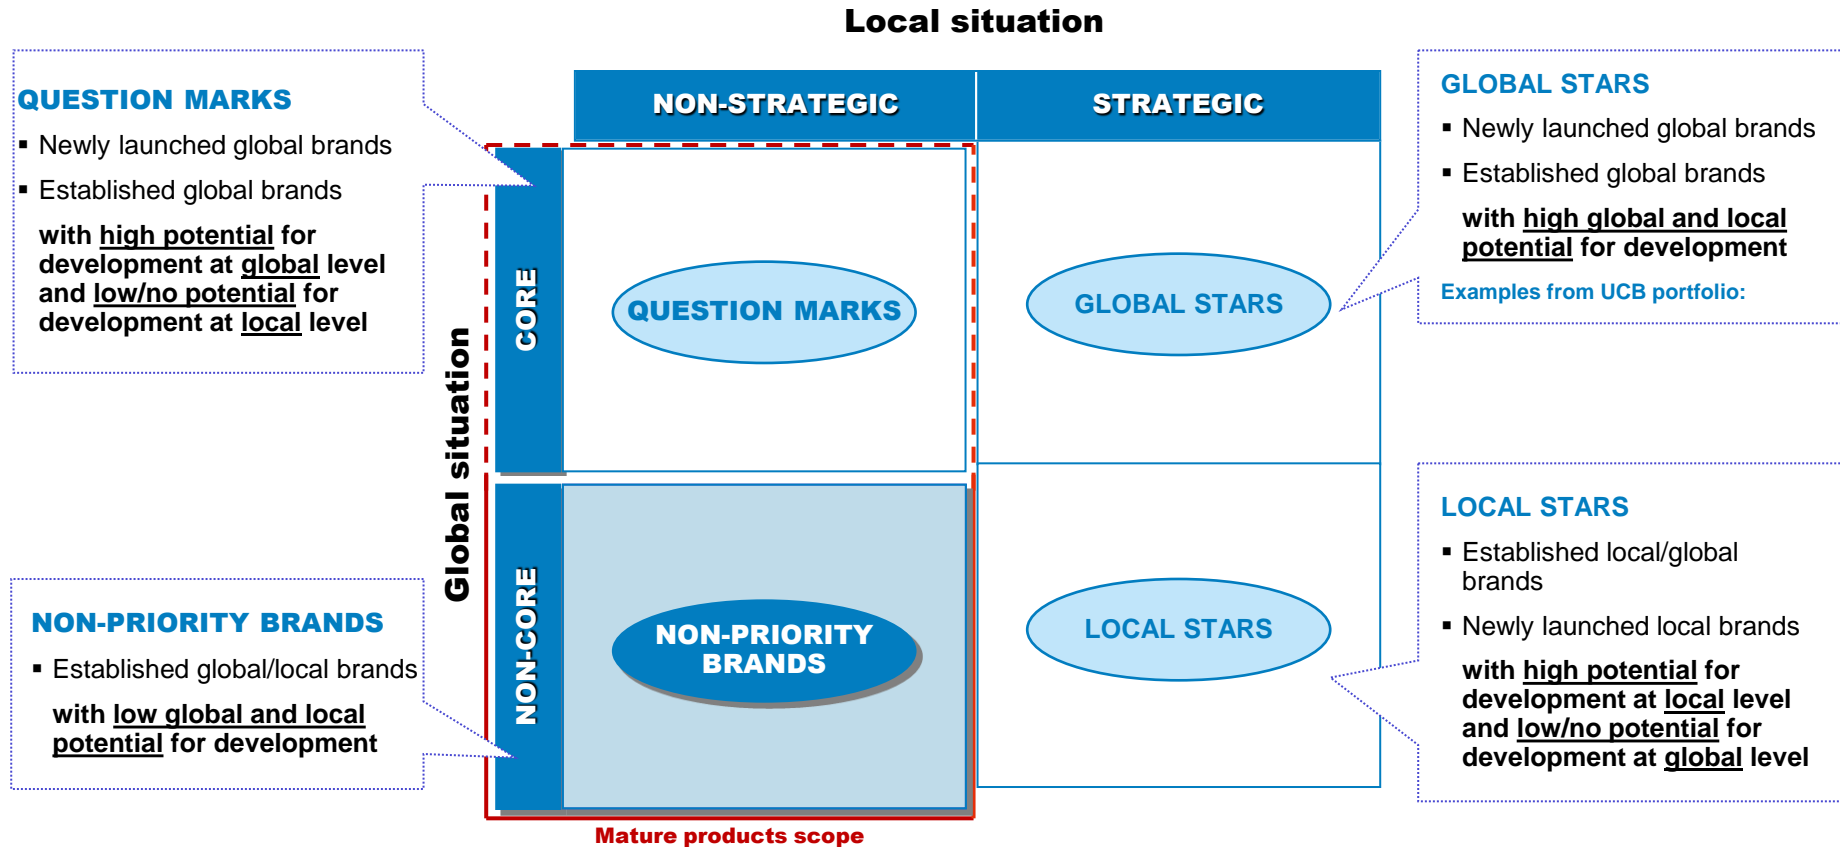 Local situation
QUESTION MARKS
▪ Newly launched global brands
▪ Established global brands
with high potential for
development at global level
and low/no potential for
development at local level
NON-STRATEGIC
STRATEGIC
GLOBAL STARS
▪ Newly launched global brands
▪ Established global brands
with high global and local
potential for development
Examples from UCB portfolio:
Global situation
CORE
QUESTION MARKS
GLOBAL STARS
NON-PRIORITY BRANDS
▪ Established global/local brands
with low global and local
potential for development
NON-CORE
NON-PRIORITY
BRANDS
LOCAL STARS
LOCAL STARS
▪ Established local/global
brands
▪ Newly launched local brands
with high potential for
development at local level
and low/no potential for
development at global level
Mature products scope